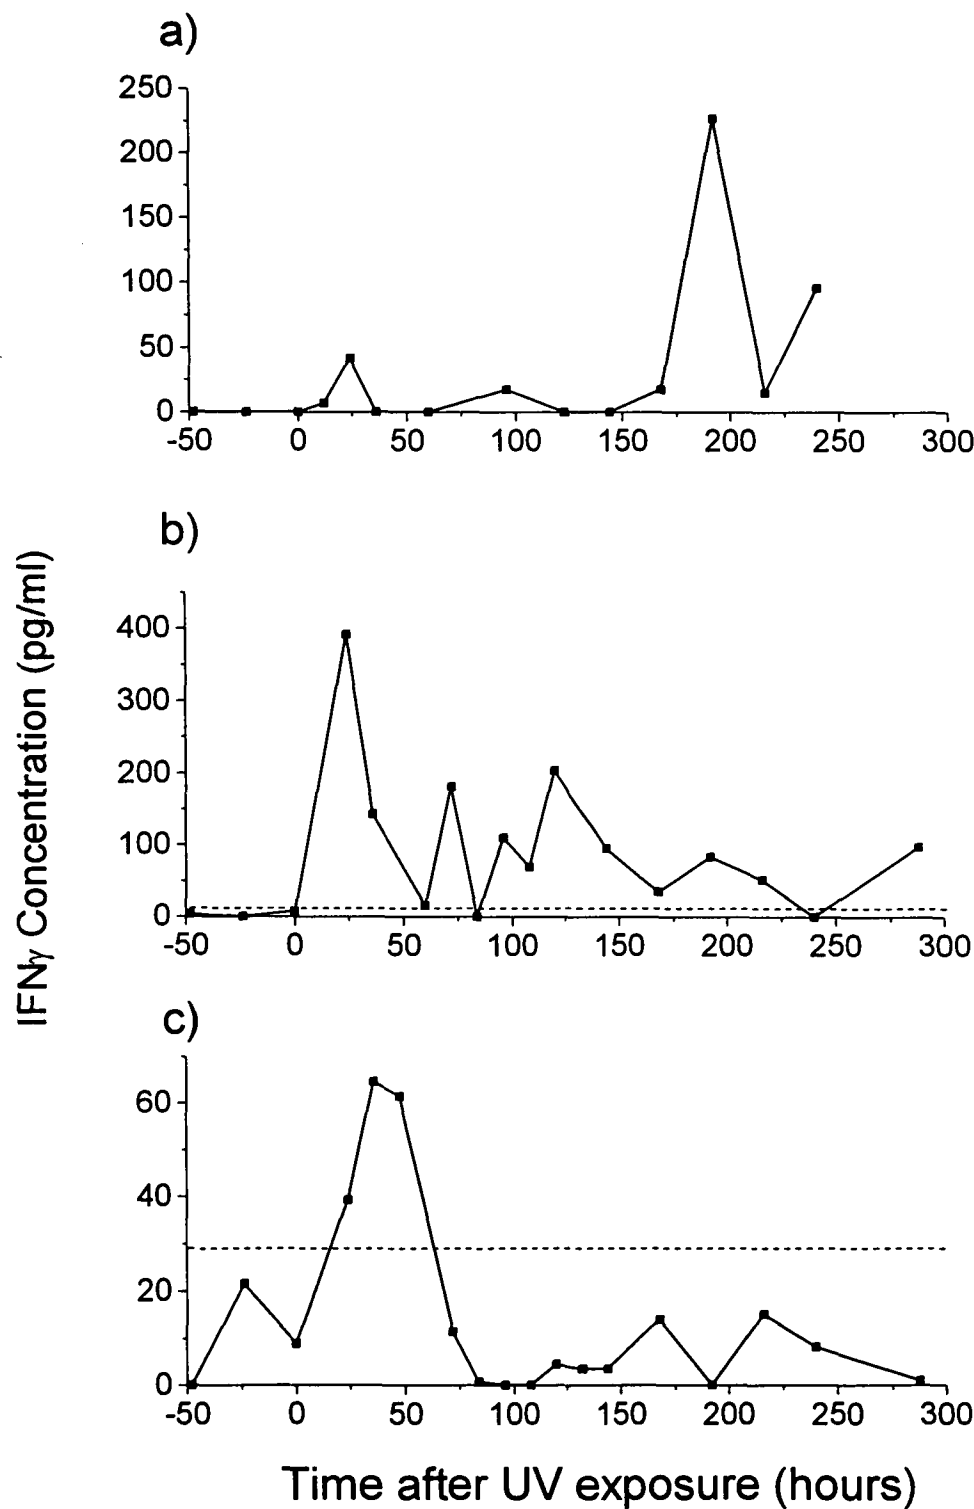 a)
250
200
150
100
50
0
-50 0 50 100 150 200 250 300
b)
400
300
200
100
0
-50 0 50 100 150 200 250 300
c)
60
40
20
0
-50 0 50 100 150 200 250 300
IFNγ Concentration (pg/ml)
Time after UV exposure (hours)